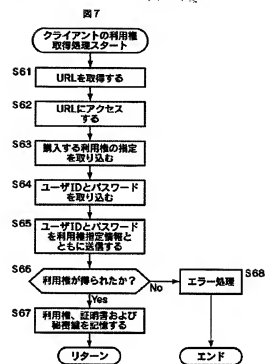 図7
クライアントの利用権
取得処理スタート
S61
URLを取得する
S62
URLにアクセス
する
S63
購入する利用権の指定
を取り込む
S64
ユーザIDとパスワード
を取り込む
S65
ユーザIDとパスワード
を利用権指定情報と
ともに送信する
S66
利用権が得られたか?
No
S68
エラー処理
Yes
S67
利用権、証明書および
秘密鍵を記憶する
リターン
エンド